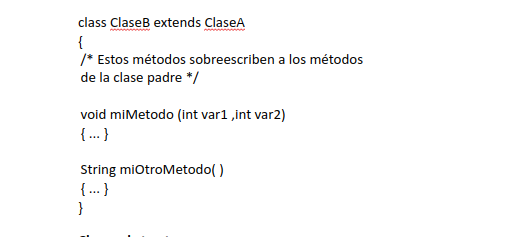 class ClaseB extends ClaseA
{
/* Estos métodos sobreescriben a los métodos
de la clase padre */
void miMetodo (int var1 ,int var2)
{ ... }
String miOtroMetodo( )
{ ... }
}